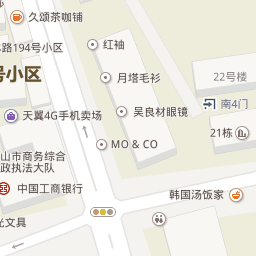 久颂茶咖铺
红袖
路194号小区
号小区
月塔毛衫
22号楼
南4门
天翼4G手机卖场
吴良材眼镜
21栋
MO & CO
山市商务综合
政执法大队
中国工商银行
韩国汤饭家
光文具